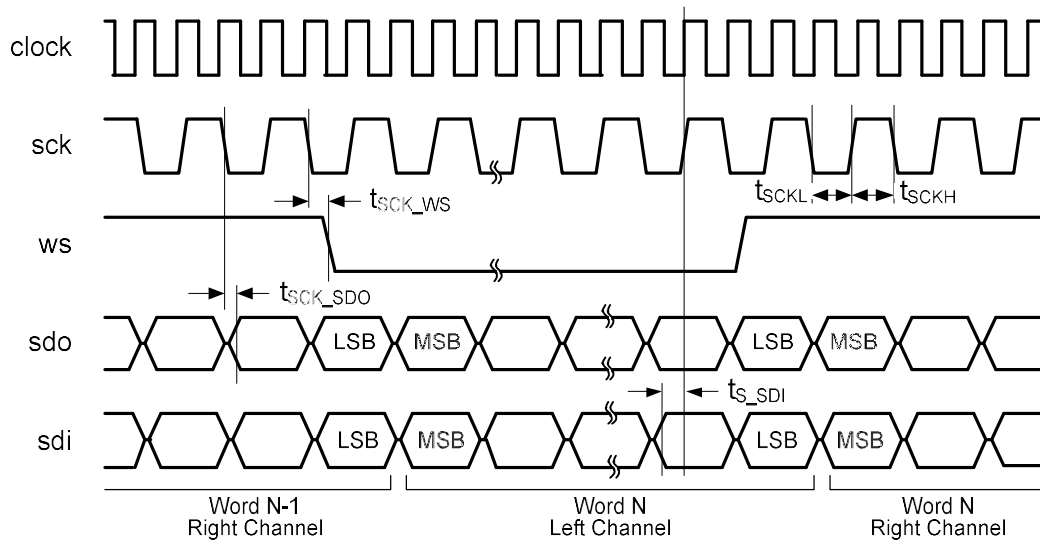 clock
sck
tSCK_WS
tSCKL
tSCKH
ws
tSCK_SDO
sdo
LSB
MSB
LSB
MSB
tS_SDI
sdi
LSB
MSB
LSB
MSB
Word N-1
Right Channel
Word N
Left Channel
Word N
Right Channel